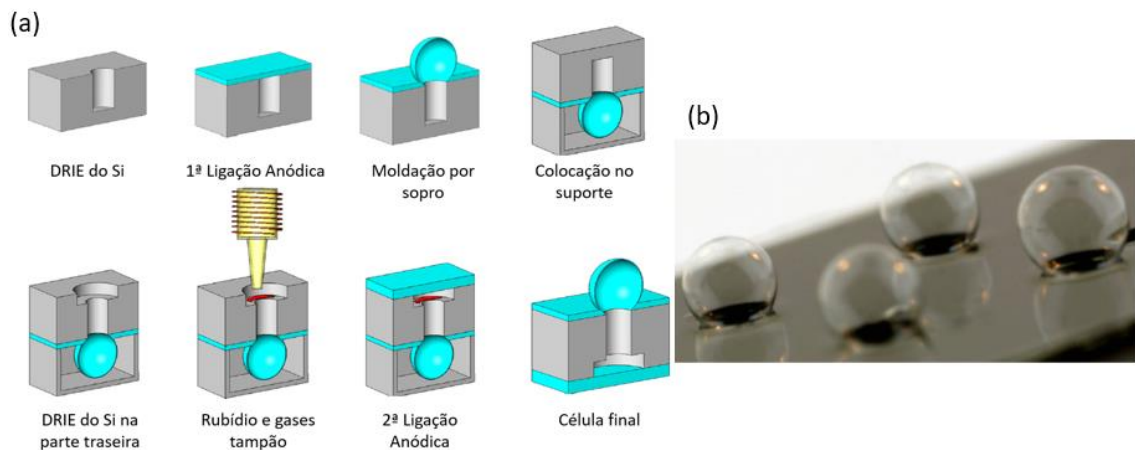 (a)
DRIE do Si
1ª Ligação Anódica
Moldação por
sopro
Colocação no
suporte
(b)
DRIE do Si na
parte traseira
Rubídio e gases
tampão
2ª Ligação
Anódica
Célula final